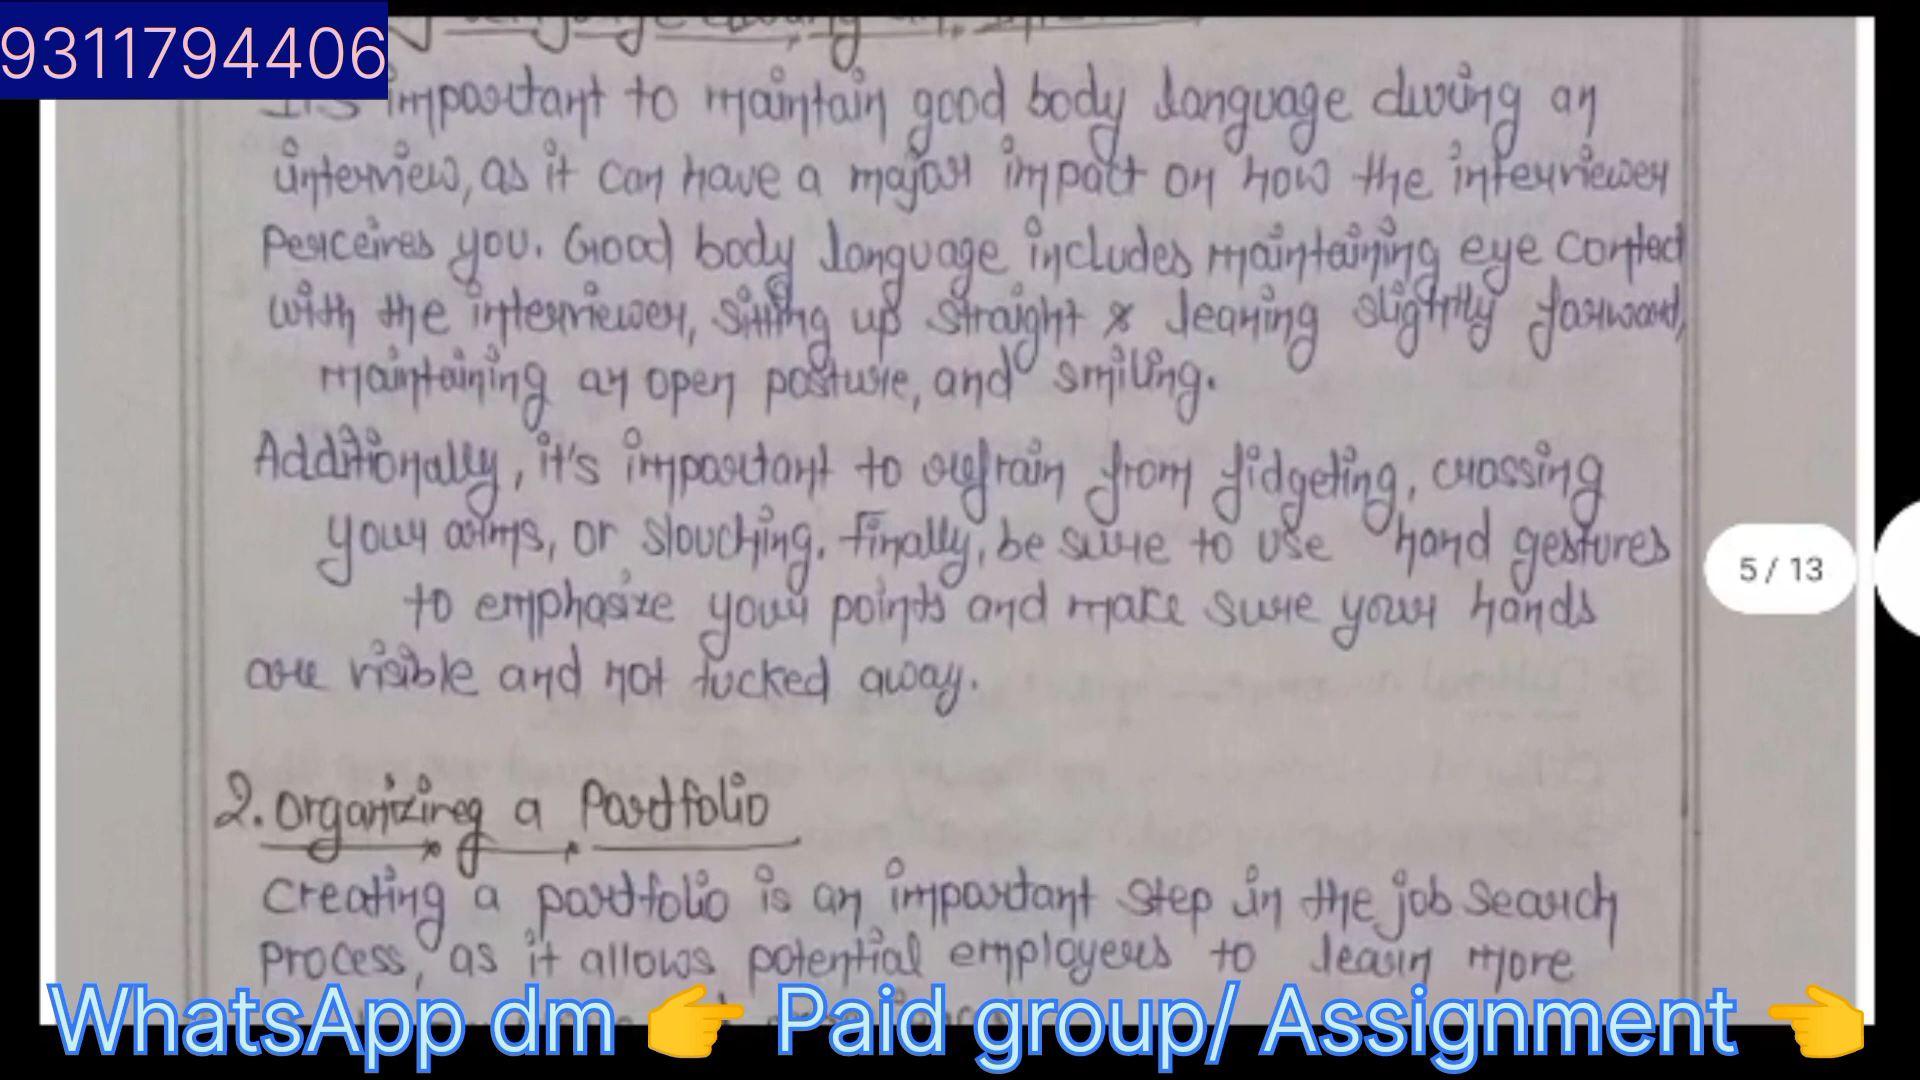 9311794406
It's important to maintain good body language during an
interview, as it can have a major impact on how the interviewer
perceives you. Good body language includes maintaining eye contact
with the interviewer, sitting up straight & leaning slightly forward,
maintaining an open posture, and smiling.
Additionally, it's important to refrain from fidgeting, crossing
your arms, or slouching. Finally, be sure to use hand gestures
to emphasize your points and make sure your hands
are visible and not tucked away.
5 / 13
2. Organizing a Portfolio
Creating a portfolio is an important step in the job search
process, as it allows potential employers to learn more
WhatsApp dm 👉 Paid group/ Assignment 👈